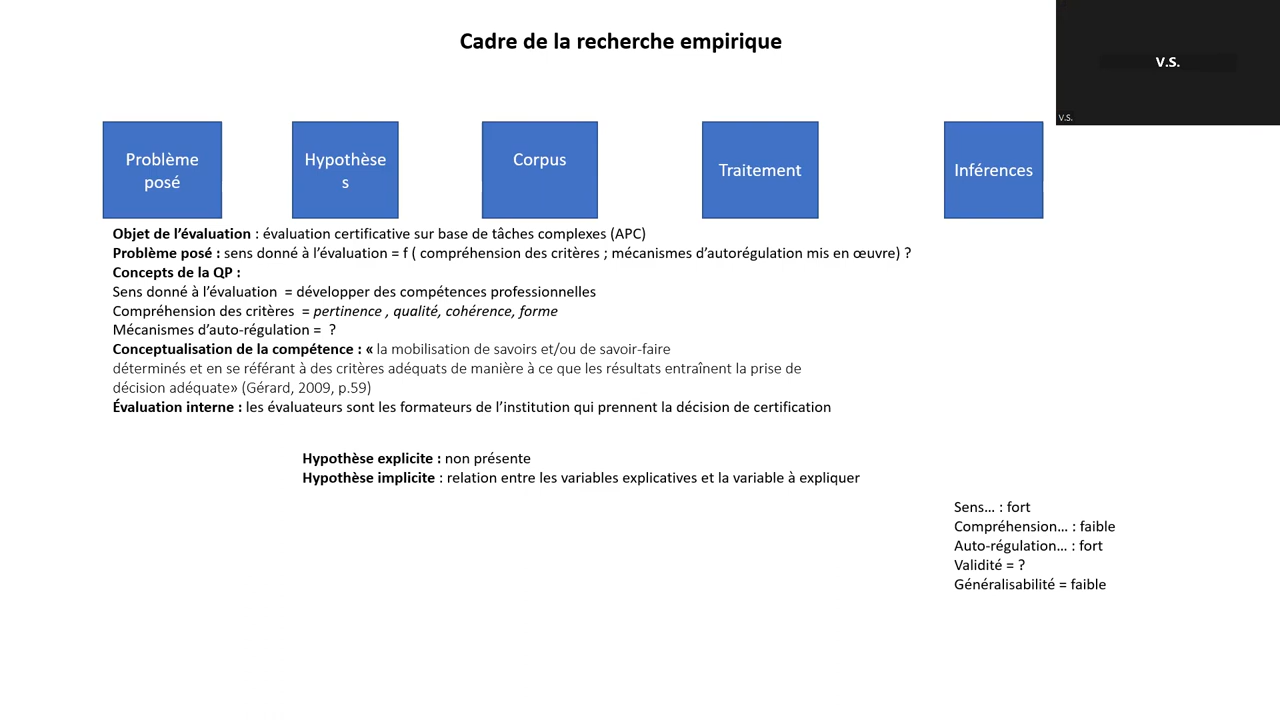 Cadre de la recherche empirique
V.S.
V.S.
Problème
posé
Hypothèse
s
Corpus
Traitement
Inférences
Objet de l’évaluation : évaluation certificative sur base de tâches complexes (APC)
Problème posé : sens donné à l’évaluation = f ( compréhension des critères ; mécanismes d’autorégulation mis en œuvre) ?
Concepts de la QP :
Sens donné à l’évaluation = développer des compétences professionnelles
Compréhension des critères = pertinence , qualité, cohérence, forme
Mécanismes d’auto-régulation = ?
Conceptualisation de la compétence : « la mobilisation de savoirs et/ou de savoir-faire
déterminés et en se référant à des critères adéquats de manière à ce que les résultats entraînent la prise de
décision adéquate» (Gérard, 2009, p.59)
Évaluation interne : les évaluateurs sont les formateurs de l’institution qui prennent la décision de certification
Hypothèse explicite : non présente
Hypothèse implicite : relation entre les variables explicatives et la variable à expliquer
Sens… : fort
Compréhension… : faible
Auto-régulation… : fort
Validité = ?
Généralisabilité = faible